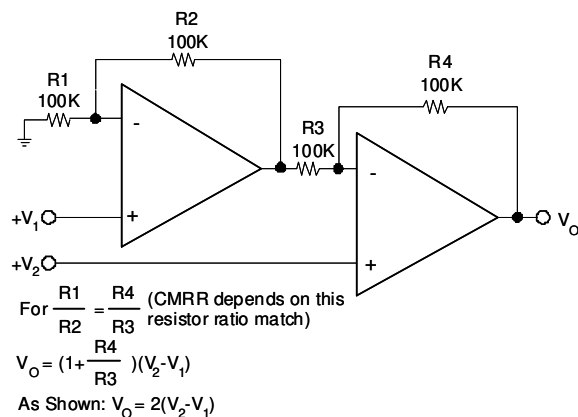 R2
100K
R4
100K
R1
100K
R3
100K
-
+
-
+
+V1
+V2
VO
For R1/R2 = R4/R3 (CMRR depends on this
resistor ratio match)
VO = (1+ R4/R3 )(V2-V1)
As Shown: VO = 2(V2-V1)